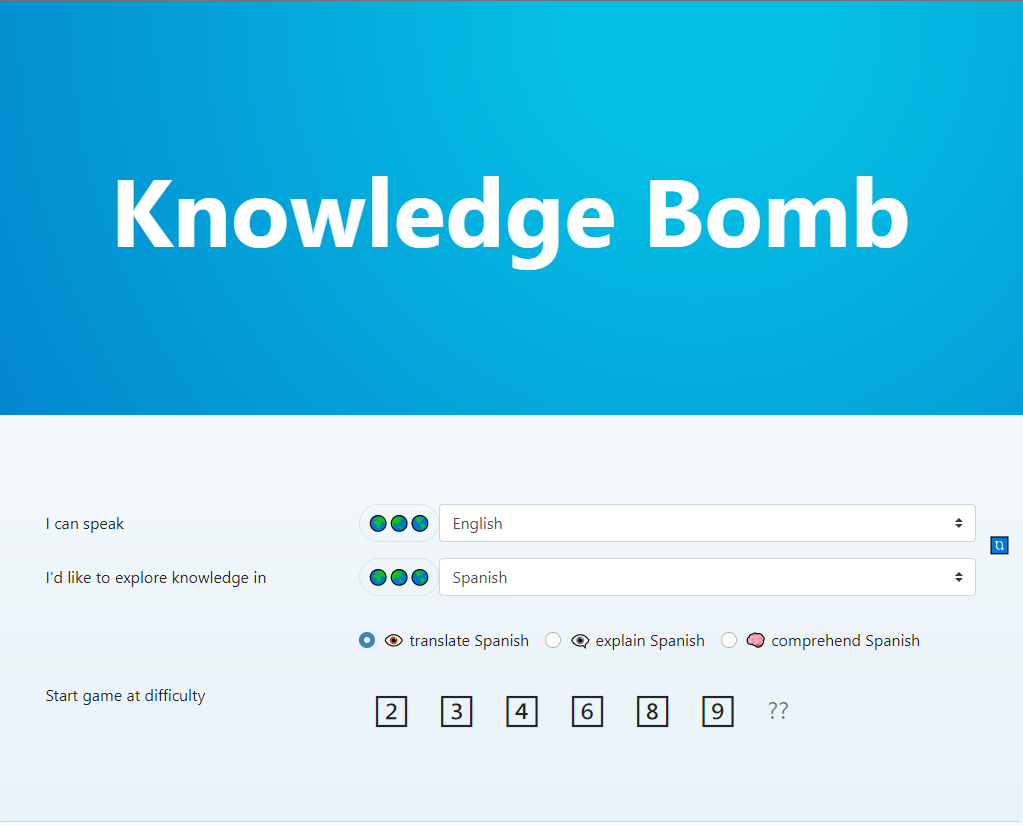 Knowledge Bomb
I can speak
English
I'd like to explore knowledge in
Spanish
translate Spanish
explain Spanish
comprehend Spanish
Start game at difficulty
2 3 4 6 8 9 ??